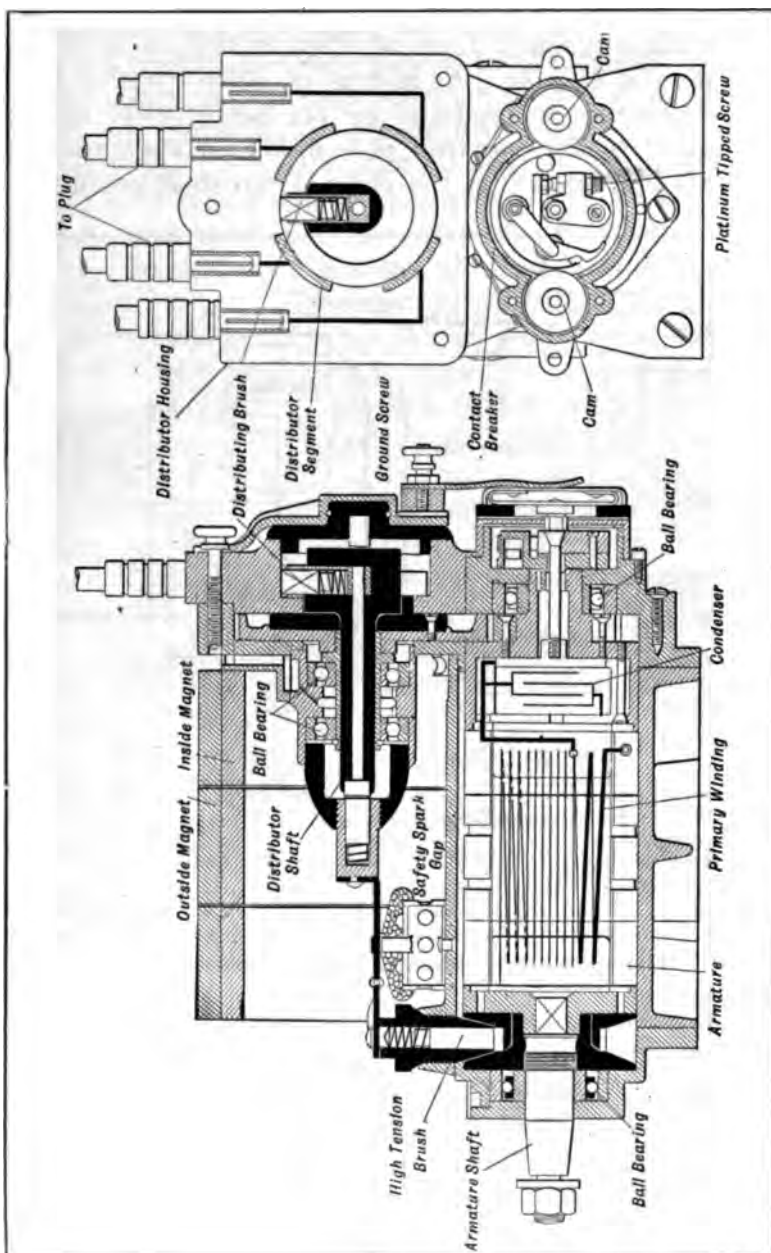 To Plug
Distributor Housing
Distributing Brush
Distributor
Segment
Ground Screw
Contact
Breaker
Cam
Cam
Platinum Tipped Screw
Outside Magnet
Inside Magnet
Ball Bearing
Distributor
Shaft
Safety Spark
Gap
High Tension
Brush
Armature Shaft
Ball Bearing
Armature
Primary Winding
Condenser
Ball Bearing